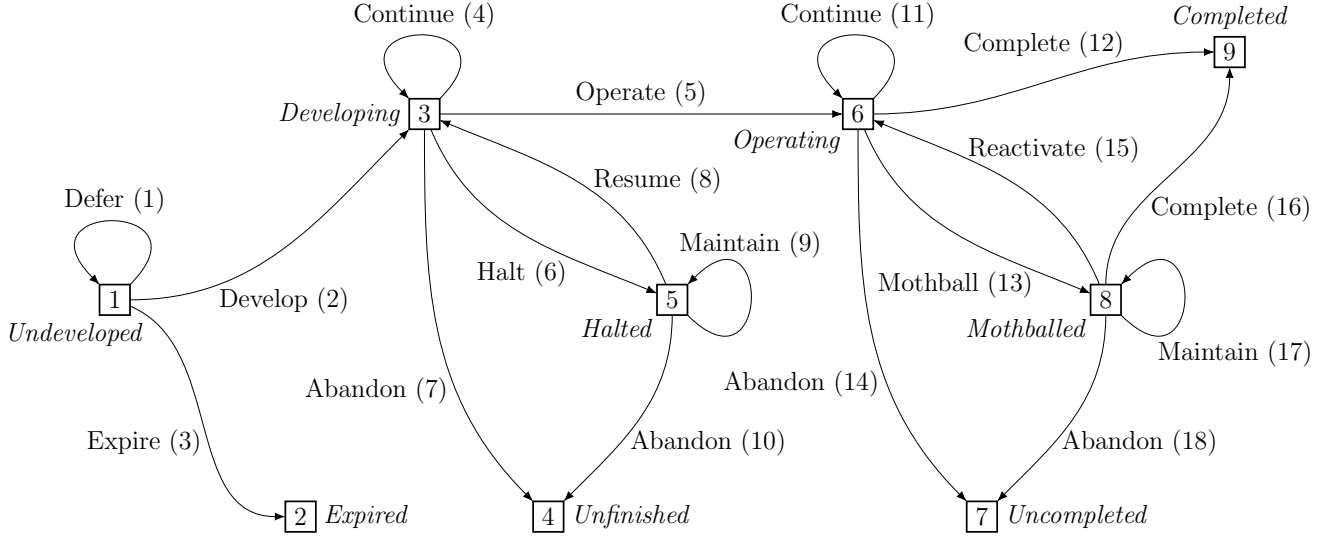 Continue (4)
Continue (11)
Completed
Complete (12)
9
Operate (5)
Developing
3
6
Operating
Reactivate (15)
Resume (8)
Defer (1)
Complete (16)
Maintain (9)
Halt (6)
Mothball (13)
1
Develop (2)
5
8
Undeveloped
Halted
Mothballed
Maintain (17)
Abandon (7)
Abandon (14)
Expire (3)
Abandon (10)
Abandon (18)
2
Expired
4
Unfinished
7
Uncompleted